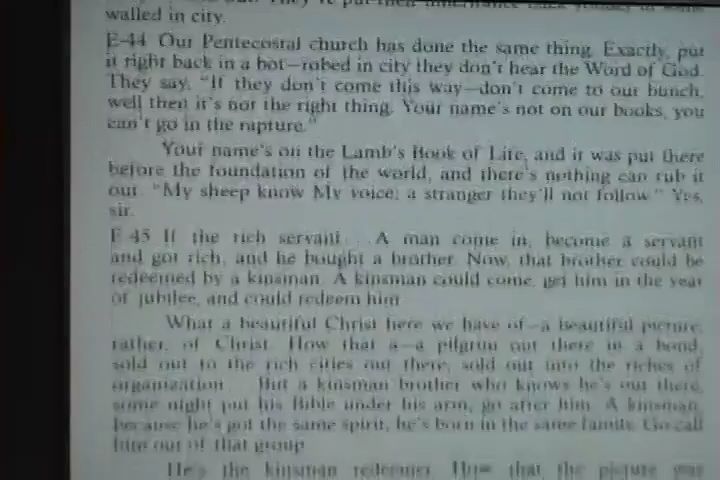 walled in city.
E-44 Our Pentecostal church has done the same thing. Exactly, put
it right back in a hot—robed in city they don't hear the Word of God.
They say, "If they don't come this way—don't come to our bunch,
well then it's not the right thing. Your name's not on our books, you
can't go in the rapture."
Your name's on the Lamb's Book of Life, and it was put there
before the foundation of the world, and there's nothing can rub it
out. "My sheep know My voice; a stranger they'll not follow." Yes,
sir.
E-45 If the rich servant... A man come in, become a servant
and got rich, and he bought a brother. Now, that brother could be
redeemed by a kinsman. A kinsman could come, get him in the year
of jubilee, and could redeem him.
What a beautiful Christ here we have of—a beautiful picture,
rather, of Christ. How that a—a pilgrim out there in a bond,
sold out to the rich cities out there, sold out into the riches of
organization... But a kinsman brother who knows he's out there,
some night put his Bible under his arm, go after him. A kinsman,
because he's got the same spirit, he's born in the same family. Go call
him out of that group.
He's the kinsman redeemer. How that the picture was